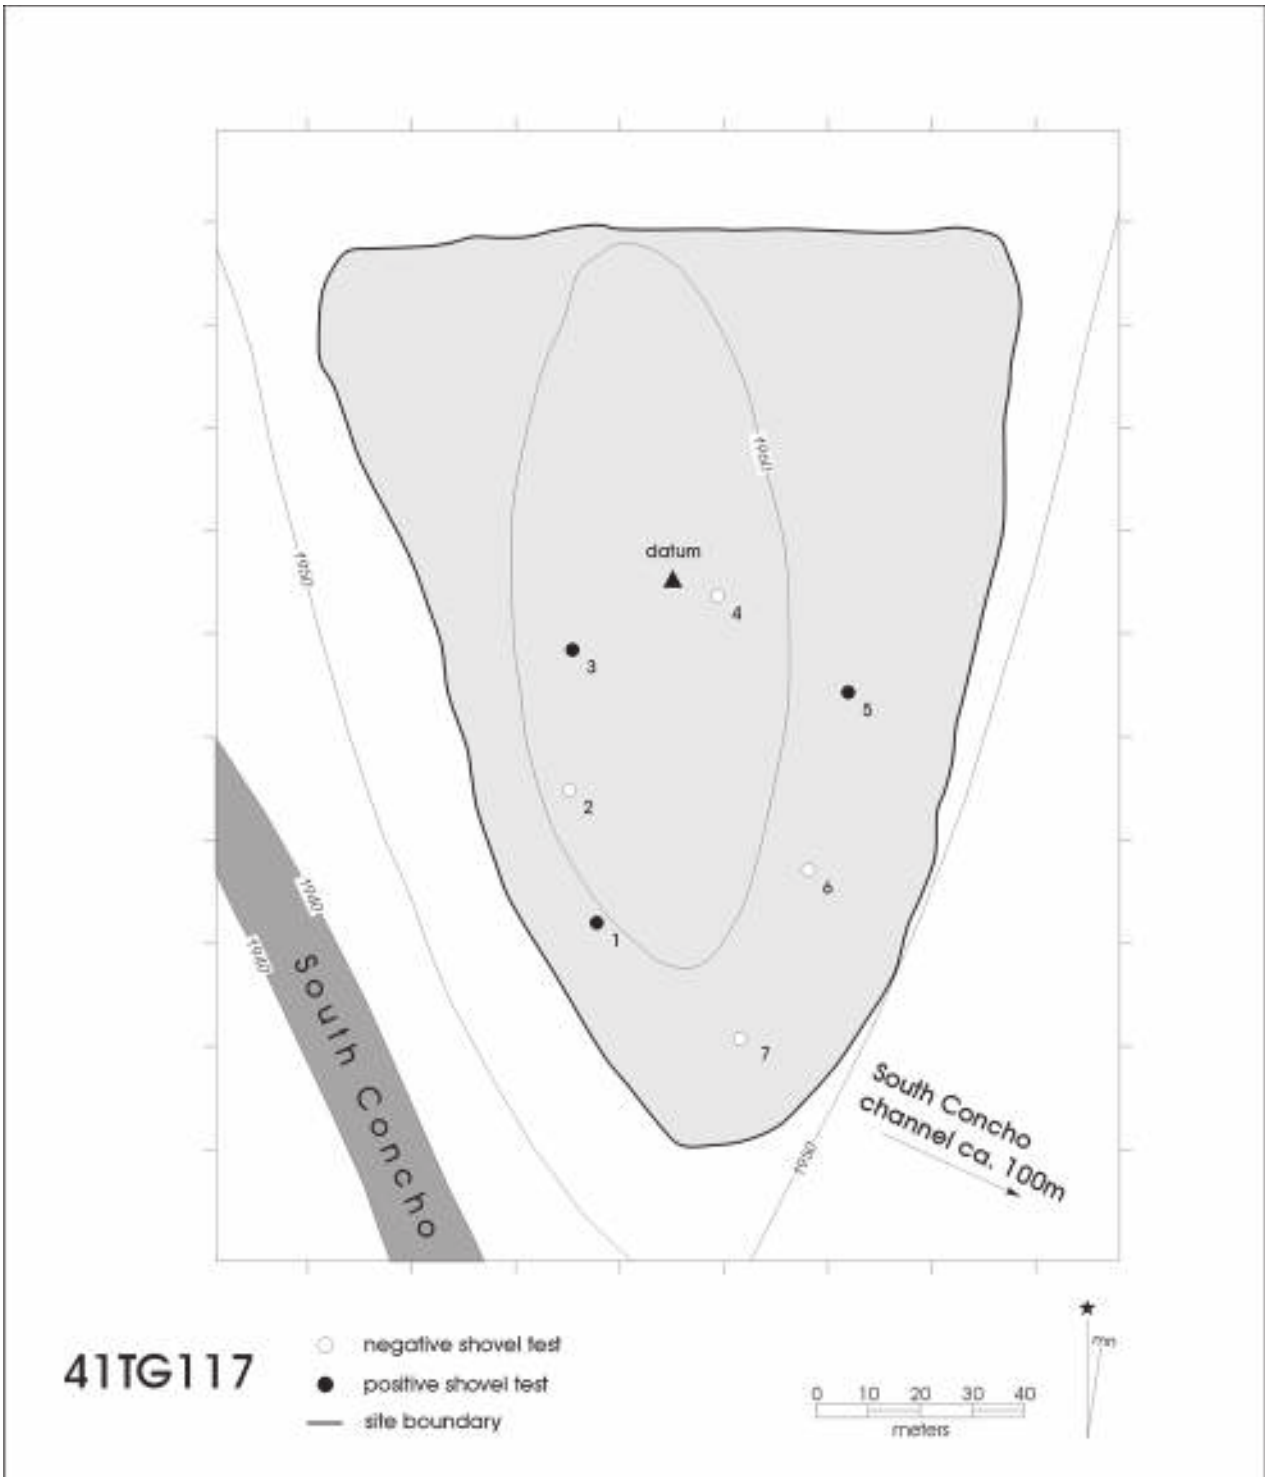 1960
datum
4
1950
3
5
2
6
1940
1
1940
South Concho
7
South Concho
channel ca. 100m
1950
mn
negative shovel test
41TG117
positive shovel test
0 10 20 30 40
site boundary
meters